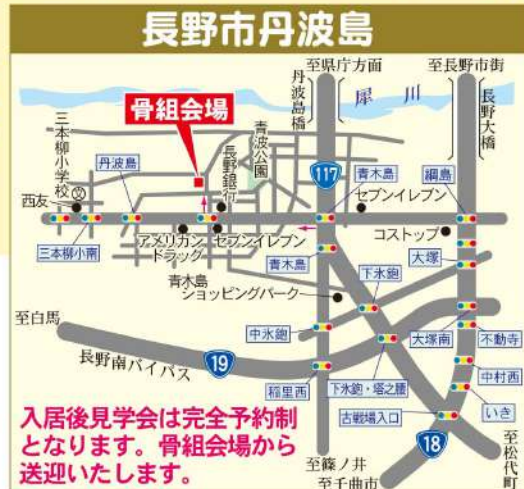 長野市丹波島
至県庁方面
至長野市街
丹波島橋
犀川
長野大橋
骨組会場
三本柳小学校
文
丹波島
長野銀行
青波公園
117
青木島
綱島
西友
セブンイレブン
三本柳小南
アメリカンドラッグ
セブンイレブン
コストップ
青木島
大塚
青木島
ショッピングパーク
下氷鉋
至白馬
中氷鉋
大塚南
不動寺
長野南バイパス
19
稲里西
下氷鉋・塔之腰
中村西
古戦場入口
いき
18
入居後見学会は完全予約制
となります。骨組会場から
送迎いたします。
至篠ノ井
至千曲市
至松代町